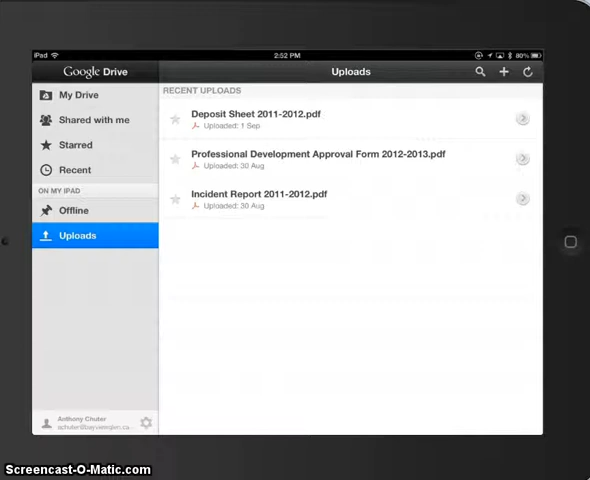 iPad 2:52 PM 80%
Google Drive Uploads
My Drive
Shared with me
Starred
Recent
ON MY IPAD
Offline
Uploads
Anthony Chuter
RECENT UPLOADS
Deposit Sheet 2011-2012.pdf
Uploaded: 1 Sep
Professional Development Approval Form 2012-2013.pdf
Uploaded: 30 Aug
Incident Report 2011-2012.pdf
Uploaded: 30 Aug
Screencast-O-Matic.com